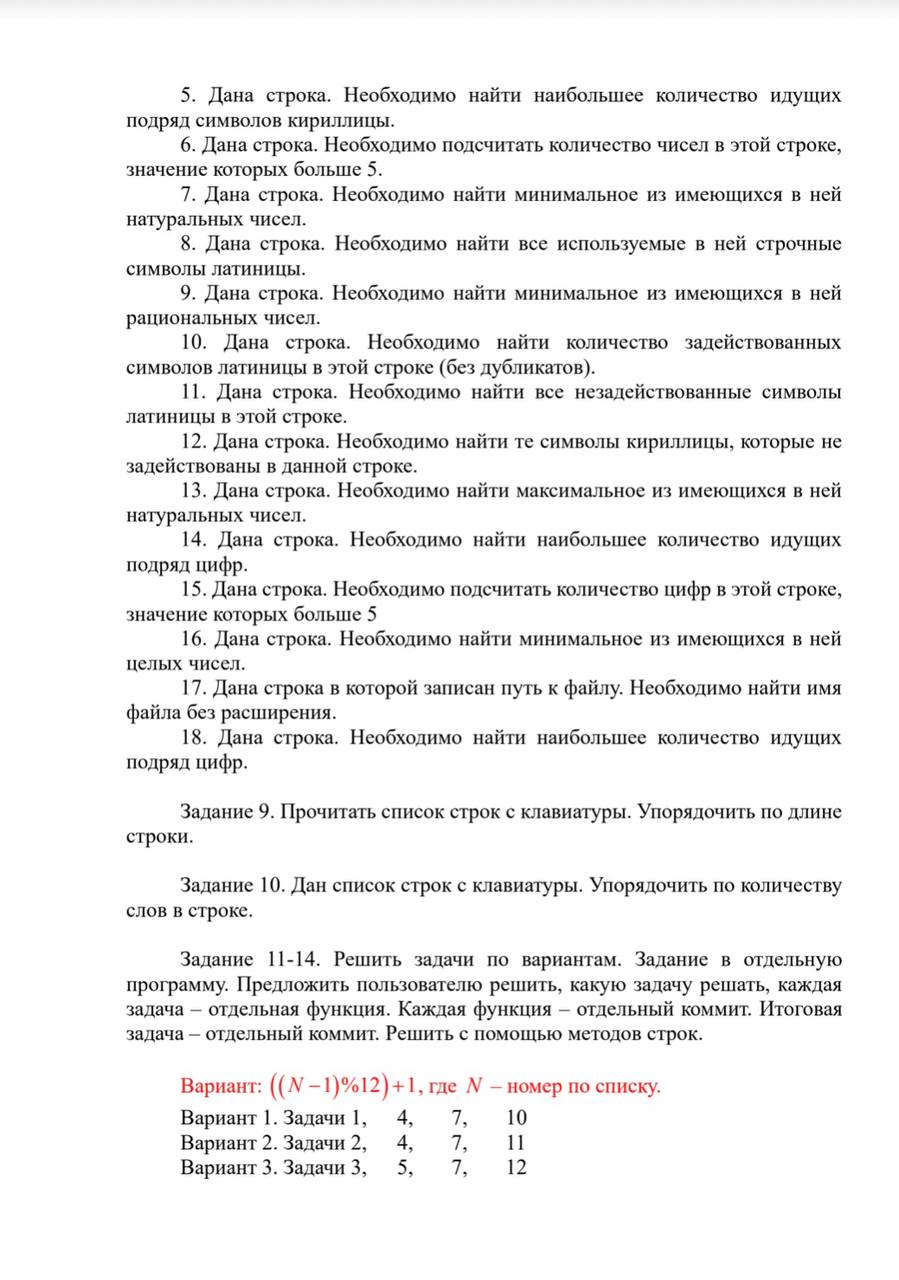 5. Дана строка. Необходимо найти наибольшее количество идущих
подряд символов кириллицы.
6. Дана строка. Необходимо подсчитать количество чисел в этой строке,
значение которых больше 5.
7. Дана строка. Необходимо найти минимальное из имеющихся в ней
натуральных чисел.
8. Дана строка. Необходимо найти все используемые в ней строчные
символы латиницы.
9. Дана строка. Необходимо найти минимальное из имеющихся в ней
рациональных чисел.
10. Дана строка. Необходимо найти количество задействованных
символов латиницы в этой строке (без дубликатов).
11. Дана строка. Необходимо найти все незадействованные символы
латиницы в этой строке.
12. Дана строка. Необходимо найти те символы кириллицы, которые не
задействованы в данной строке.
13. Дана строка. Необходимо найти максимальное из имеющихся в ней
натуральных чисел.
14. Дана строка. Необходимо найти наибольшее количество идущих
подряд цифр.
15. Дана строка. Необходимо подсчитать количество цифр в этой строке,
значение которых больше 5
16. Дана строка. Необходимо найти минимальное из имеющихся в ней
целых чисел.
17. Дана строка в которой записан путь к файлу. Необходимо найти имя
файла без расширения.
18. Дана строка. Необходимо найти наибольшее количество идущих
подряд цифр.
Задание 9. Прочитать список строк с клавиатуры. Упорядочить по длине
строки.
Задание 10. Дан список строк с клавиатуры. Упорядочить по количеству
слов в строке.
Задание 11-14. Решить задачи по вариантам. Задание в отдельную
программу. Предложить пользователю решить, какую задачу решать, каждая
задача – отдельная функция. Каждая функция – отдельный коммит. Итоговая
задача – отдельный коммит. Решить с помощью методов строк.
Вариант: ((N −1)%12)+1, где N – номер по списку.
Вариант 1. Задачи 1, 4, 7, 10
Вариант 2. Задачи 2, 4, 7, 11
Вариант 3. Задачи 3, 5, 7, 12